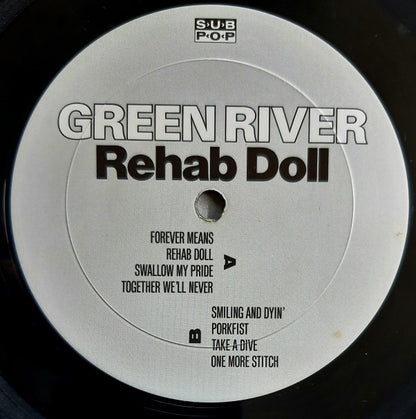 SUB
POP
GREEN RIVER
Rehab Doll
FOREVER MEANS
REHAB DOLL
SWALLOW MY PRIDE
TOGETHER WE'LL NEVER
A
SMILING AND DYIN'
PORKFIST
TAKE A DIVE
ONE MORE STITCH
B